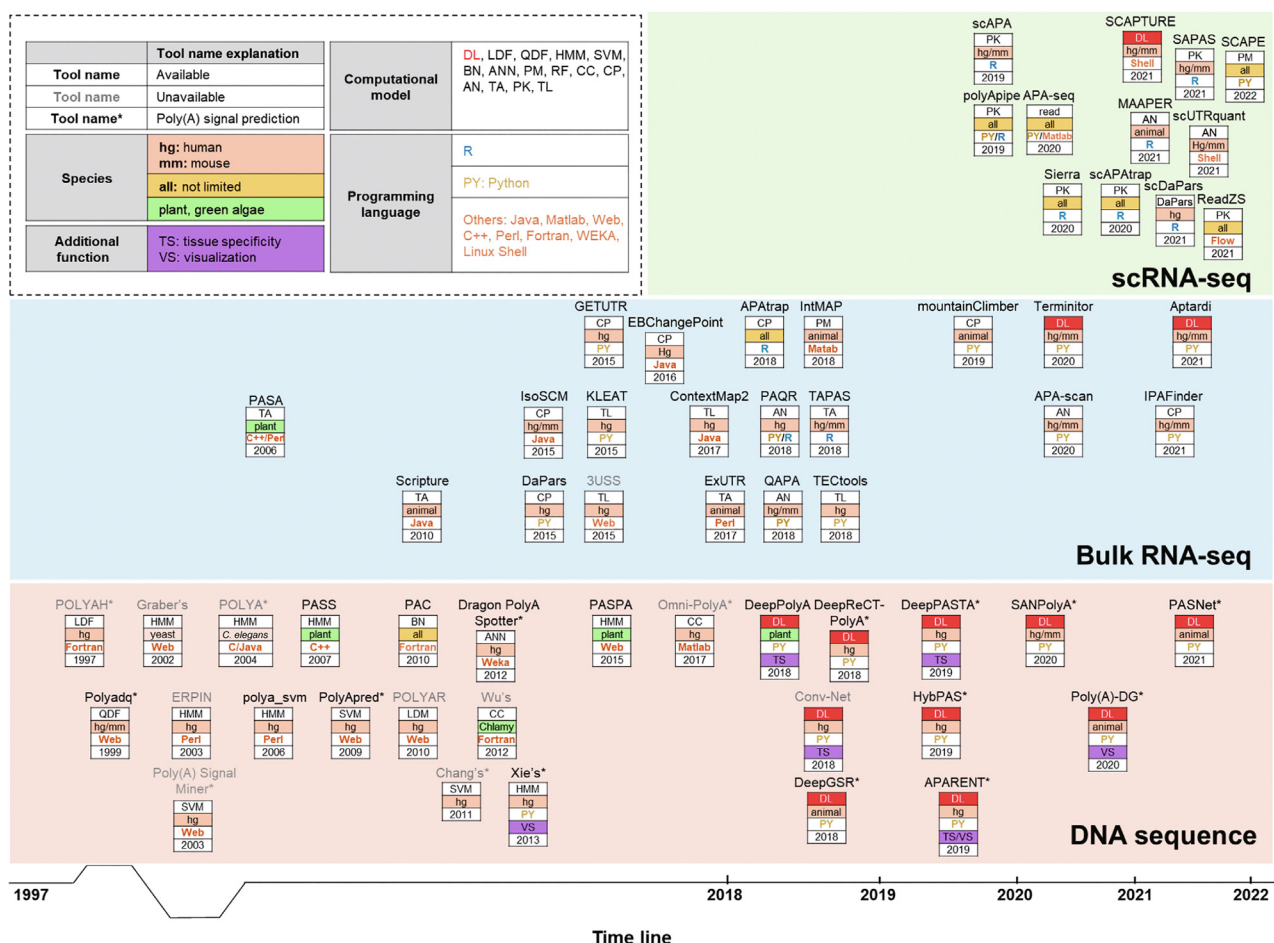 Tool name explanation
Tool name
Available
Tool name
Unavailable
Tool name*
Poly(A) signal prediction
Species
hg: human
mm: mouse
all: not limited
plant, green algae
Additional
function
TS: tissue specificity
VS: visualization
Computational
model
DL, LDF, QDF, HMM, SVM,
BN, ANN, PM, RF, CC, CP,
AN, TA, PK, TL
Programming
language
R
PY: Python
Others: Java, Matlab, Web,
C++, Perl, Fortran, WEKA,
Linux Shell
scAPA
PK
hg/mm
R
2019
SCAPTURE
DL
hg/mm
Shell
2021
SAPAS
PK
hg/mm
R
2021
SCAPE
PM
all
PY
2022
polyApipe
PK
all
PY/R
2019
APA-seq
read
all
PY/Matlab
2020
MAAPER
AN
animal
R
2021
scUTRquant
AN
Hg/mm
Shell
2021
Sierra
PK
all
R
2020
scAPAtrap
PK
all
R
2020
scDaPars
DaPars
hg
R
2021
ReadZS
PK
all
Flow
2021
scRNA-seq
GETUTR
CP
hg
PY
2015
EBChangePoint
CP
Hg
Java
2016
APAtrap
CP
all
R
2018
IntMAP
PM
animal
Matab
2018
mountainClimber
CP
animal
PY
2019
Terminitor
DL
hg/mm
PY
2020
Aptardi
DL
hg/mm
PY
2021
PASA
TA
plant
C++/Perl
2006
IsoSCM
CP
hg/mm
Java
2015
KLEAT
TL
hg
PY
2015
ContextMap2
TL
hg
Java
2017
PAQR
AN
hg
PY/R
2018
TAPAS
TA
hg/mm
R
2018
APA-scan
AN
hg/mm
PY
2020
IPAFinder
CP
hg/mm
PY
2021
Scripture
TA
animal
Java
2010
DaPars
CP
hg
PY
2015
3USS
TL
hg
Web
2015
ExUTR
TA
animal
Perl
2017
QAPA
AN
hg/mm
PY
2018
TECtools
TL
hg
PY
2018
Bulk RNA-seq
POLYAH*
LDF
hg
Fortran
1997
Graber's
HMM
yeast
Web
2002
POLYA*
HMM
C. elegans
C/Java
2004
PASS
HMM
plant
C++
2007
PAC
BN
all
Fortran
2010
Dragon PolyA
Spotter*
ANN
hg
Weka
2012
PASPA
HMM
plant
Web
2015
Omni-PolyA*
CC
hg
Matlab
2017
DeepPolyA
DL
plant
PY
TS
2018
DeepReCT-
PolyA*
DL
hg
PY
2018
DeepPASTA*
DL
hg
PY
TS
2019
SANPolyA*
DL
hg/mm
PY
2020
PASNet*
DL
animal
PY
2021
Polyadq*
QDF
hg/mm
Web
1999
ERPIN
HMM
hg
Perl
2003
polya_svm
HMM
hg
Perl
2006
PolyApred*
SVM
hg
Web
2009
POLYAR
LDM
hg
Web
2010
Wu's
CC
Chlamy
Fortran
2012
Conv-Net
DL
hg
PY
TS
2018
HybPAS*
DL
hg
PY
2019
Poly(A)-DG*
DL
animal
PY
VS
2020
Poly(A) Signal
Miner*
SVM
hg
Web
2003
Chang's*
SVM
hg
2011
Xie's*
HMM
hg
PY
VS
2013
DeepGSR*
DL
animal
PY
2018
APARENT*
DL
hg
PY
TS/VS
2019
DNA sequence
1997
2018
2019
2020
2021
2022
Time line